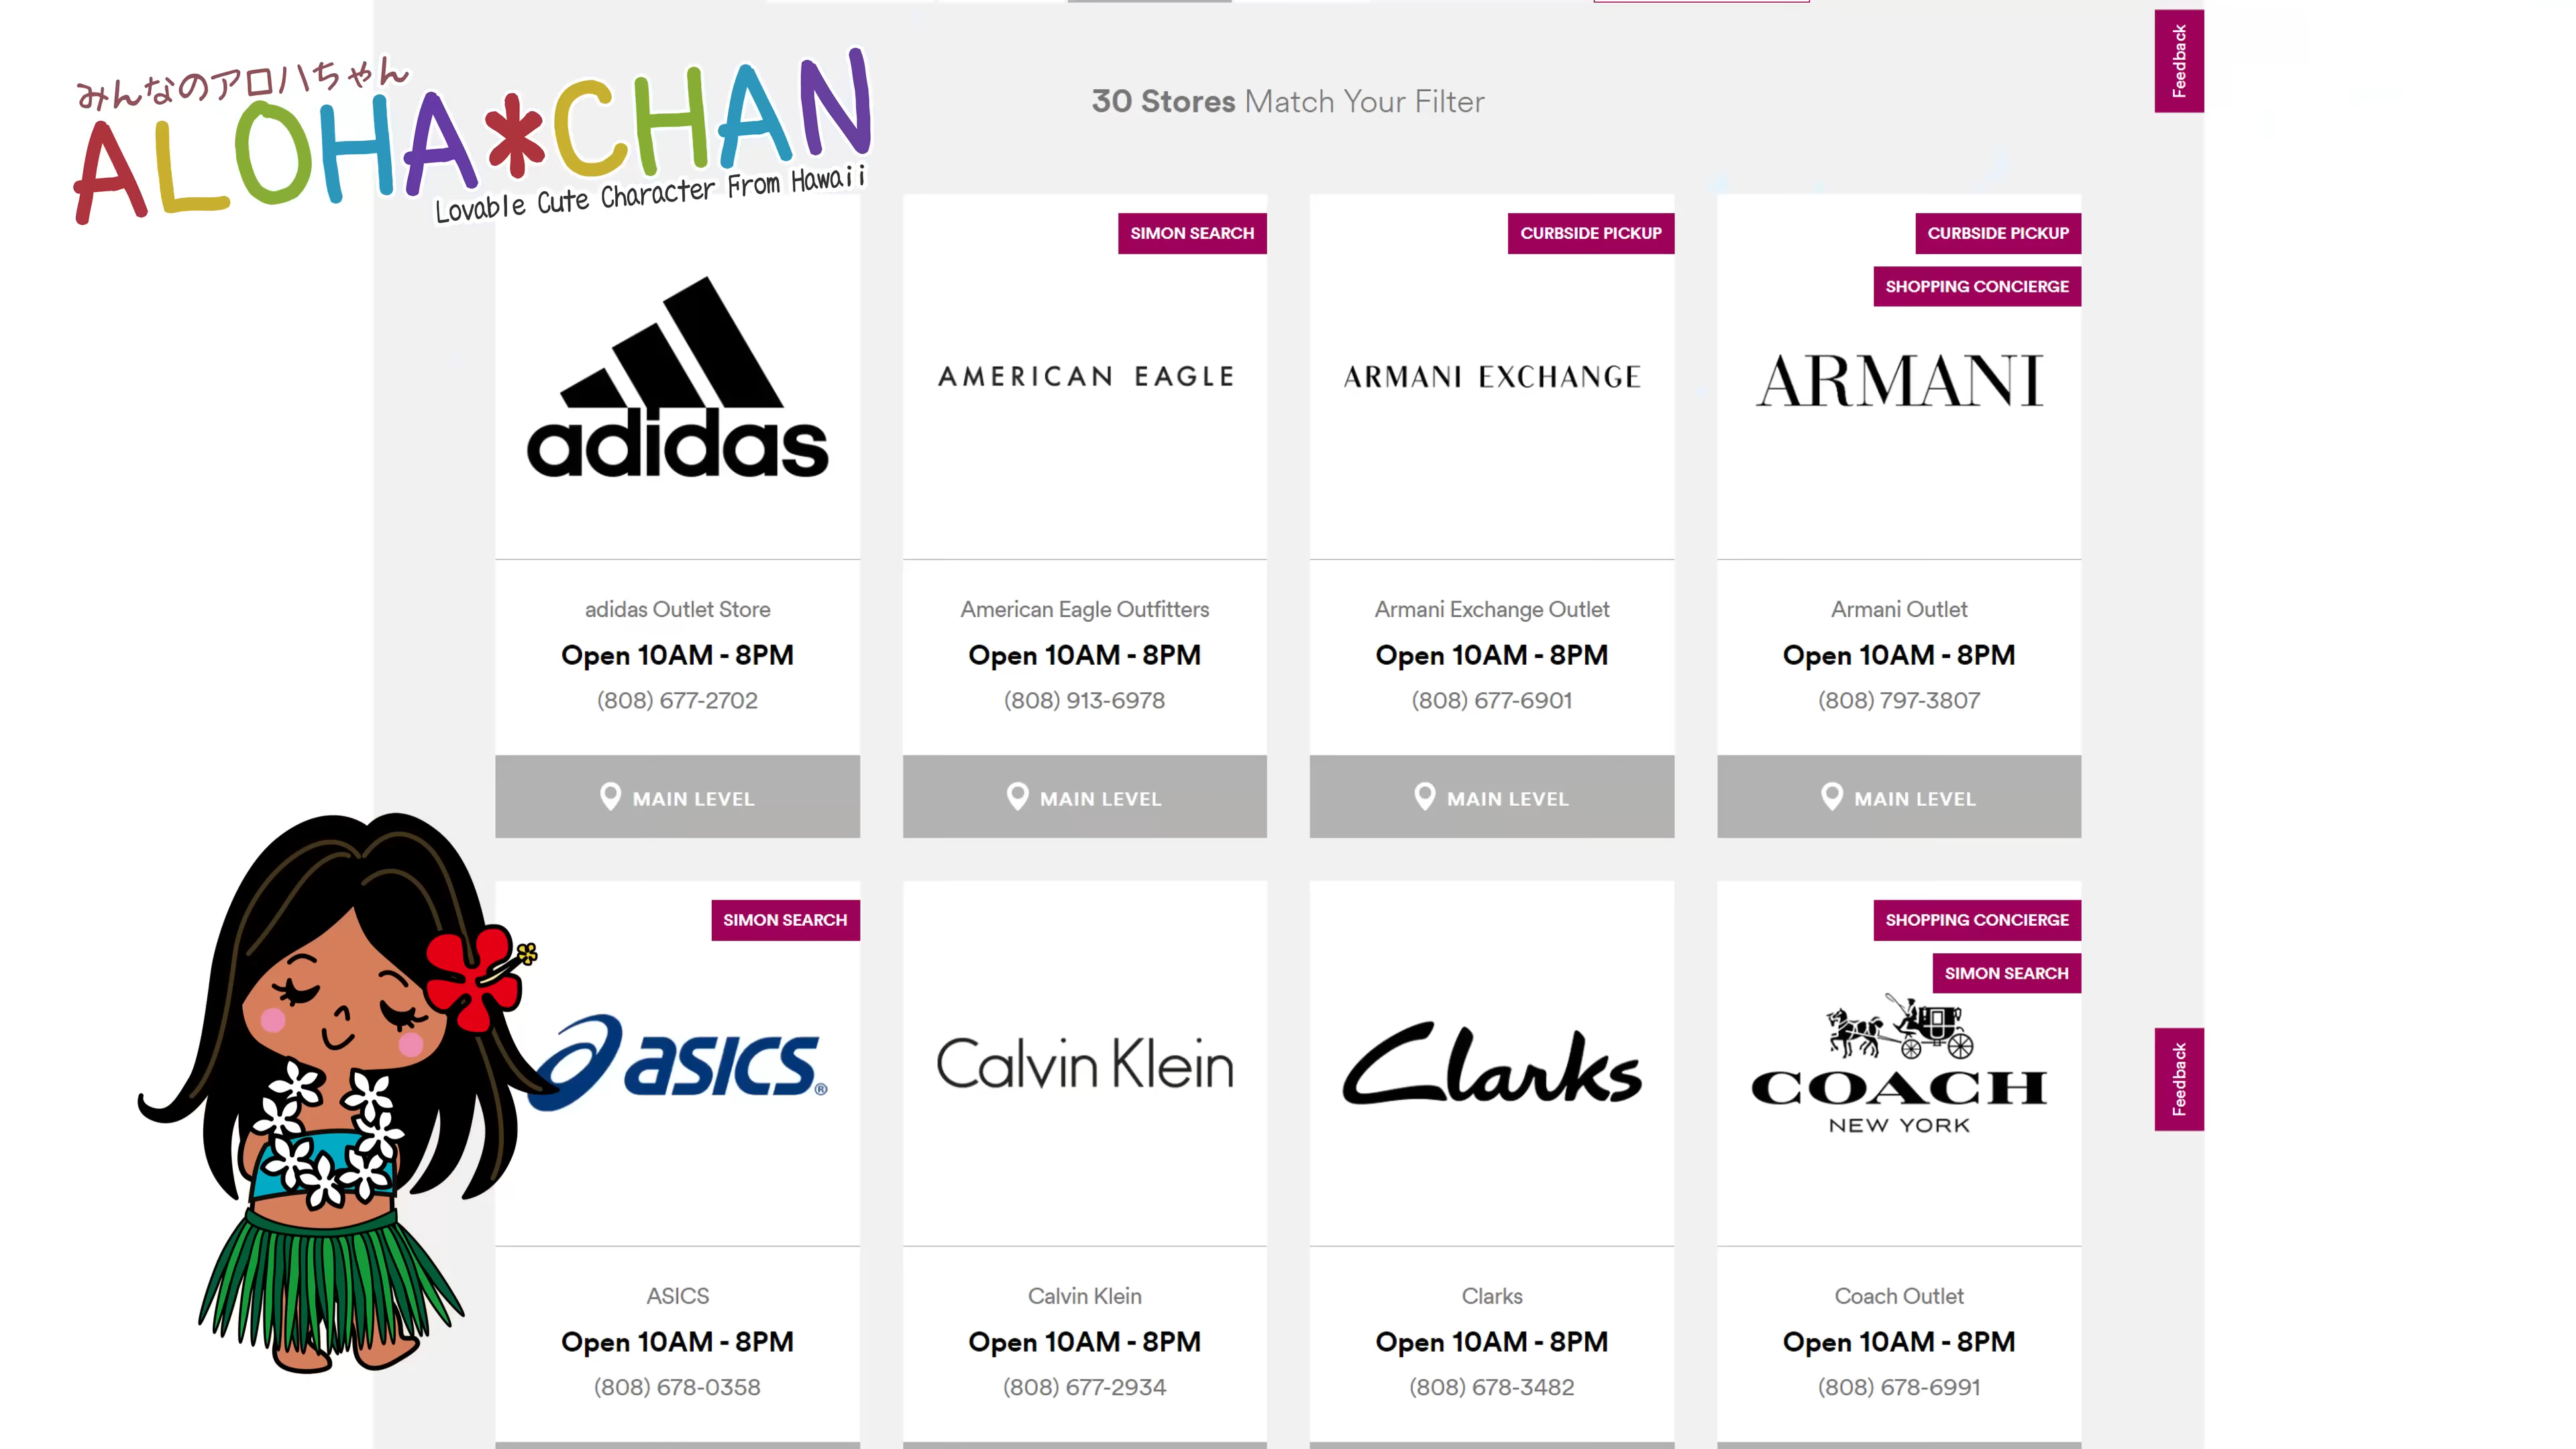 みんなのアロハちゃん
ALOHA*CHAN
Lovable Cute Character From Hawaii
30 Stores Match Your Filter
Feedback
adidas
adidas Outlet Store
Open 10AM - 8PM
(808) 677-2702
MAIN LEVEL
SIMON SEARCH
AMERICAN EAGLE
American Eagle Outfitters
Open 10AM - 8PM
(808) 913-6978
MAIN LEVEL
CURBSIDE PICKUP
ARMANI EXCHANGE
Armani Exchange Outlet
Open 10AM - 8PM
(808) 677-6901
MAIN LEVEL
CURBSIDE PICKUP
SHOPPING CONCIERGE
ARMANI
Armani Outlet
Open 10AM - 8PM
(808) 797-3807
MAIN LEVEL
SIMON SEARCH
asics®
ASICS
Open 10AM - 8PM
(808) 678-0358
Calvin Klein
Calvin Klein
Open 10AM - 8PM
(808) 677-2934
Clarks
Clarks
Open 10AM - 8PM
(808) 678-3482
SHOPPING CONCIERGE
SIMON SEARCH
COACH
NEW YORK
Coach Outlet
Open 10AM - 8PM
(808) 678-6991
Feedback